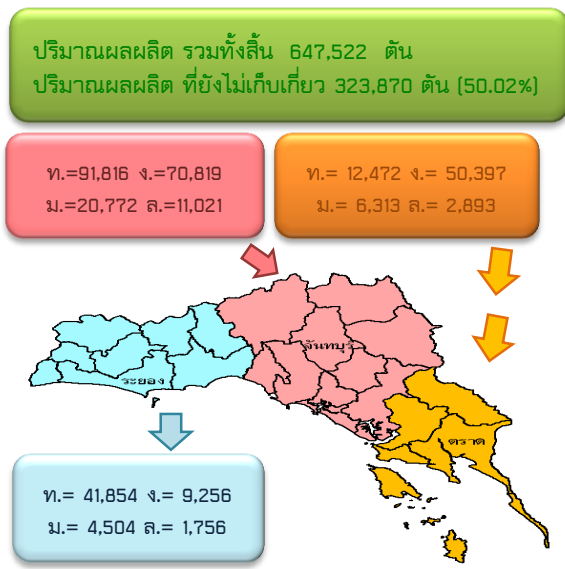 ปริมาณผลผลิต รวมทั้งสิ้น 647,522 ตัน
ปริมาณผลผลิต ที่ยังไม่เก็บเกี่ยว 323,870 ตัน (50.02%)
ท.=91,816 ง.=70,819
ม.=20,772 ล.=11,021
ท.= 12,472 ง.= 50,397
ม.= 6,313 ล.= 2,893
จันทบุรี
ระยอง
ตราด
ท.= 41,854 ง.= 9,256
ม.= 4,504 ล.= 1,756